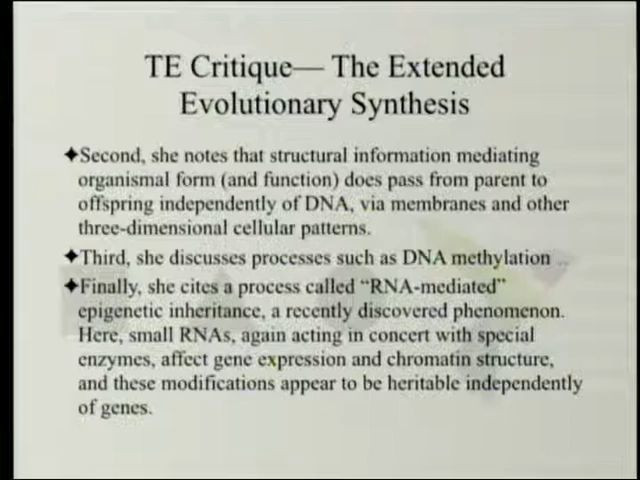 TE Critique— The Extended
Evolutionary Synthesis
✦Second, she notes that structural information mediating
organismal form (and function) does pass from parent to
offspring independently of DNA, via membranes and other
three-dimensional cellular patterns.
✦Third, she discusses processes such as DNA methylation ..
✦Finally, she cites a process called “RNA-mediated”
epigenetic inheritance, a recently discovered phenomenon.
Here, small RNAs, again acting in concert with special
enzymes, affect gene expression and chromatin structure,
and these modifications appear to be heritable independently
of genes.